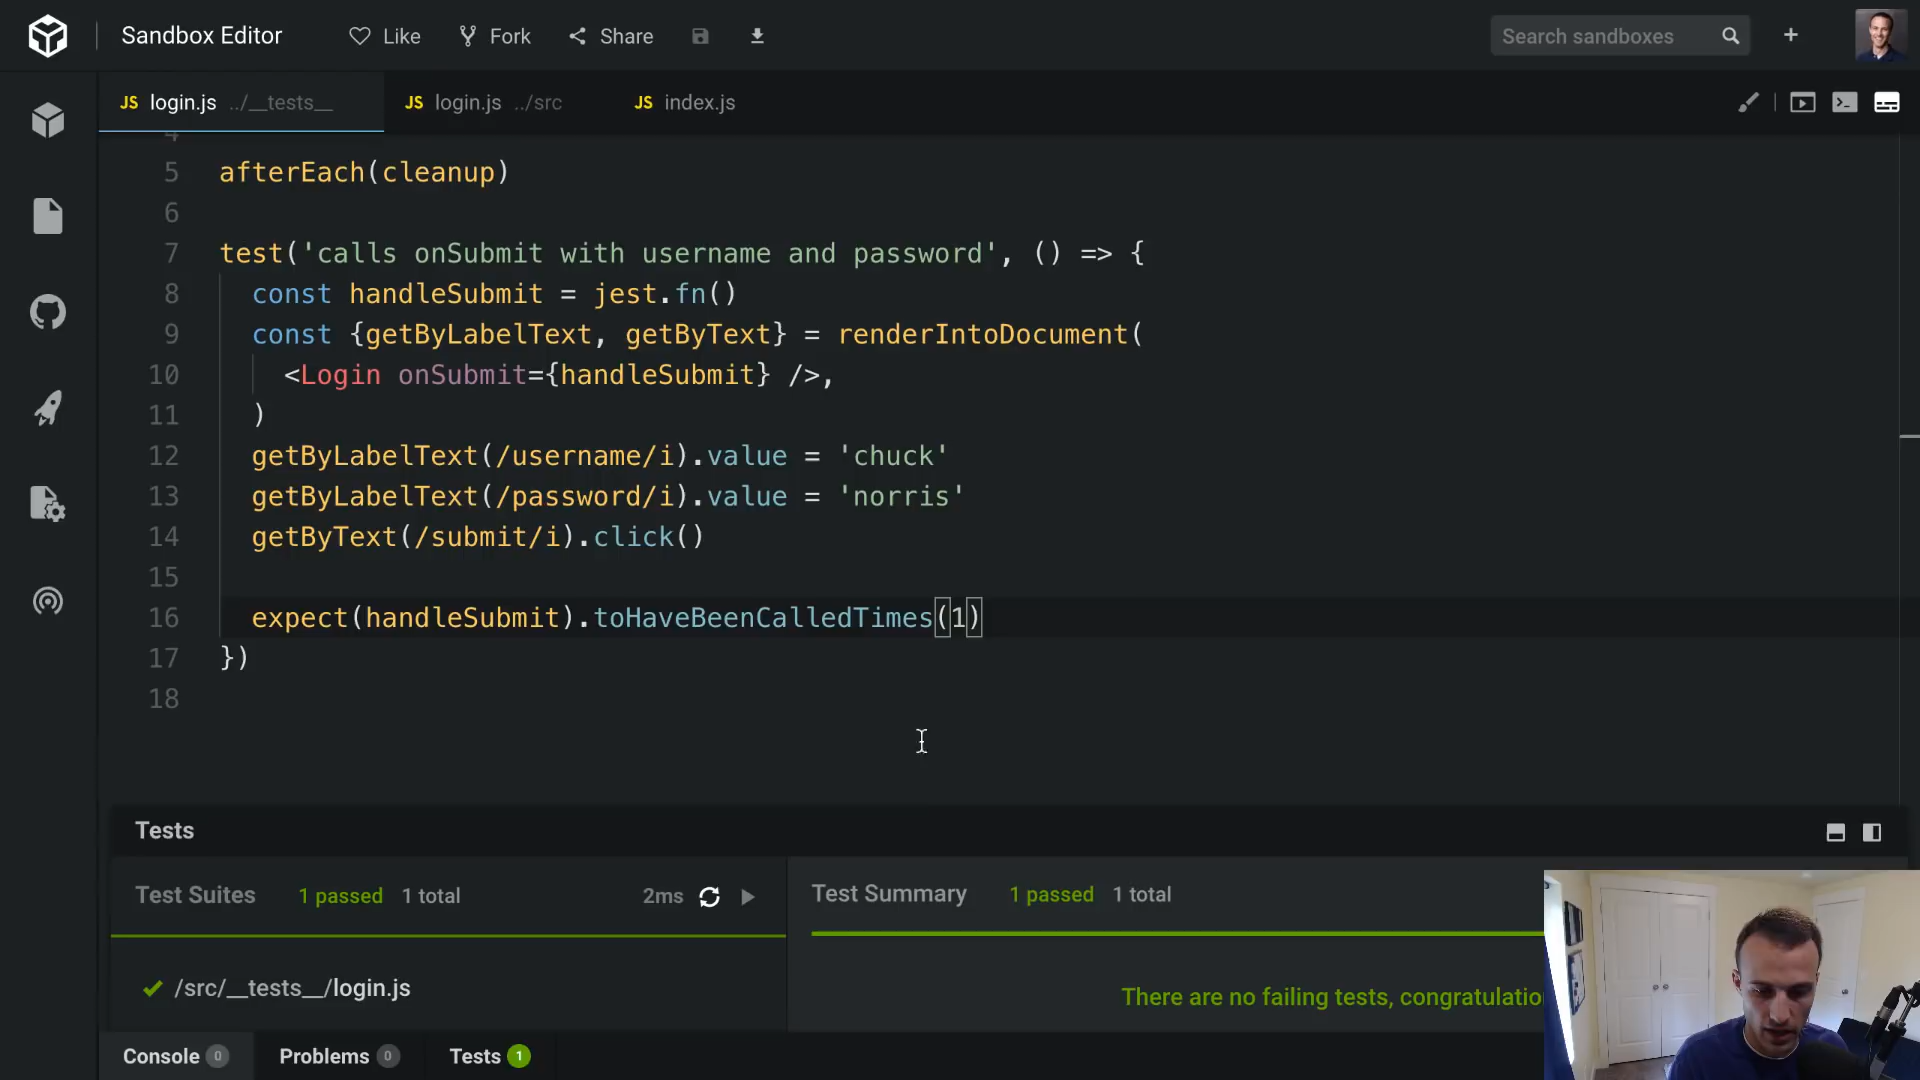 Sandbox Editor Like Fork Share Search sandboxes +
JS login.js ../__tests__ JS login.js ../src JS index.js
4
5 afterEach(cleanup)
6
7 test('calls onSubmit with username and password', () => {
8 const handleSubmit = jest.fn()
9 const {getByLabelText, getByText} = renderIntoDocument(
10 <Login onSubmit={handleSubmit} />,
11 )
12 getByLabelText(/username/i).value = 'chuck'
13 getByLabelText(/password/i).value = 'norris'
14 getByText(/submit/i).click()
15
16 expect(handleSubmit).toHaveBeenCalledTimes(1)
17 })
18
Tests
Test Suites 1 passed 1 total 2ms Test Summary 1 passed 1 total
/src/__tests__/login.js
There are no failing tests, congratulatio
Console 0 Problems 0 Tests 1